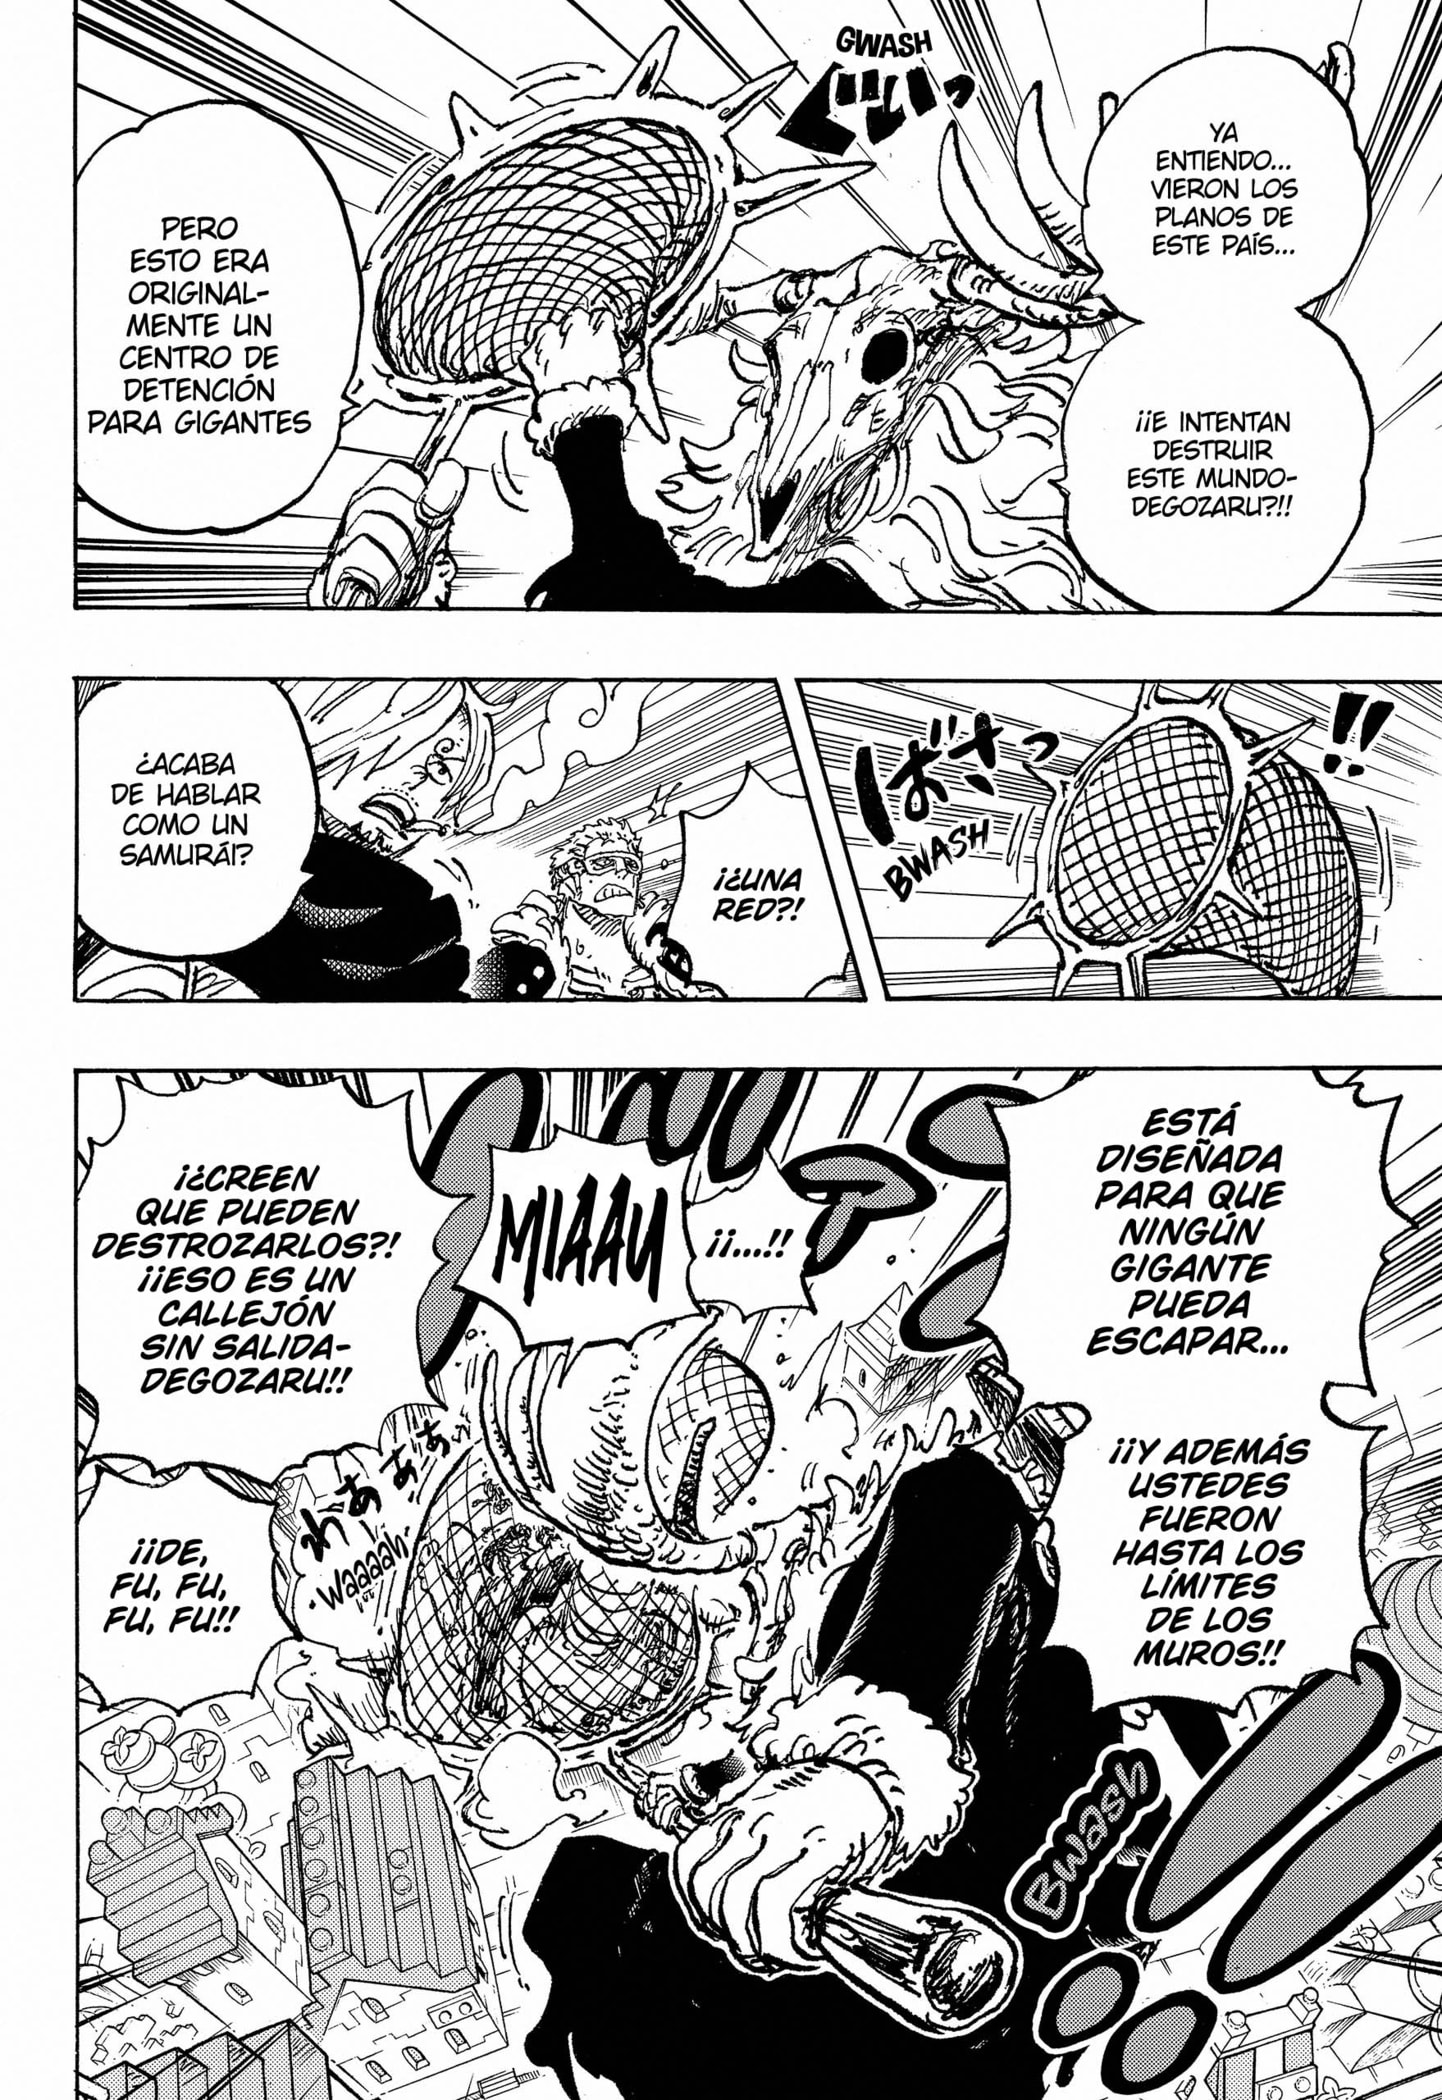 GWASH
ぐいっ
YA
ENTIENDO...
VIERON LOS
PLANOS DE
ESTE PAÍS...
¡¡E INTENTAN
DESTRUIR
ESTE MUNDO-
DEGOZARU?!!
PERO
ESTO ERA
ORIGINAL-
MENTE UN
CENTRO DE
DETENCIÓN
PARA GIGANTES
!!
ばさっ
BWASH
¡¿UNA
RED?!
¿ACABA
DE HABLAR
COMO UN
SAMURÁI?
ESTÁ
DISEÑADA
PARA QUE
NINGÚN
GIGANTE
PUEDA
ESCAPAR...
¡¡Y ADEMÁS
USTEDES
FUERON
HASTA LOS
LÍMITES
DE LOS
MUROS!!
¡¡...!!
MIAAU
¡¿CREEN
QUE PUEDEN
DESTROZARLOS?!
¡¡ESO ES UN
CALLEJÓN
SIN SALIDA-
DEGOZARU!!
わああぁ
Waaaah
¡¡DE,
FU, FU,
FU, FU!!
Bwash
!!